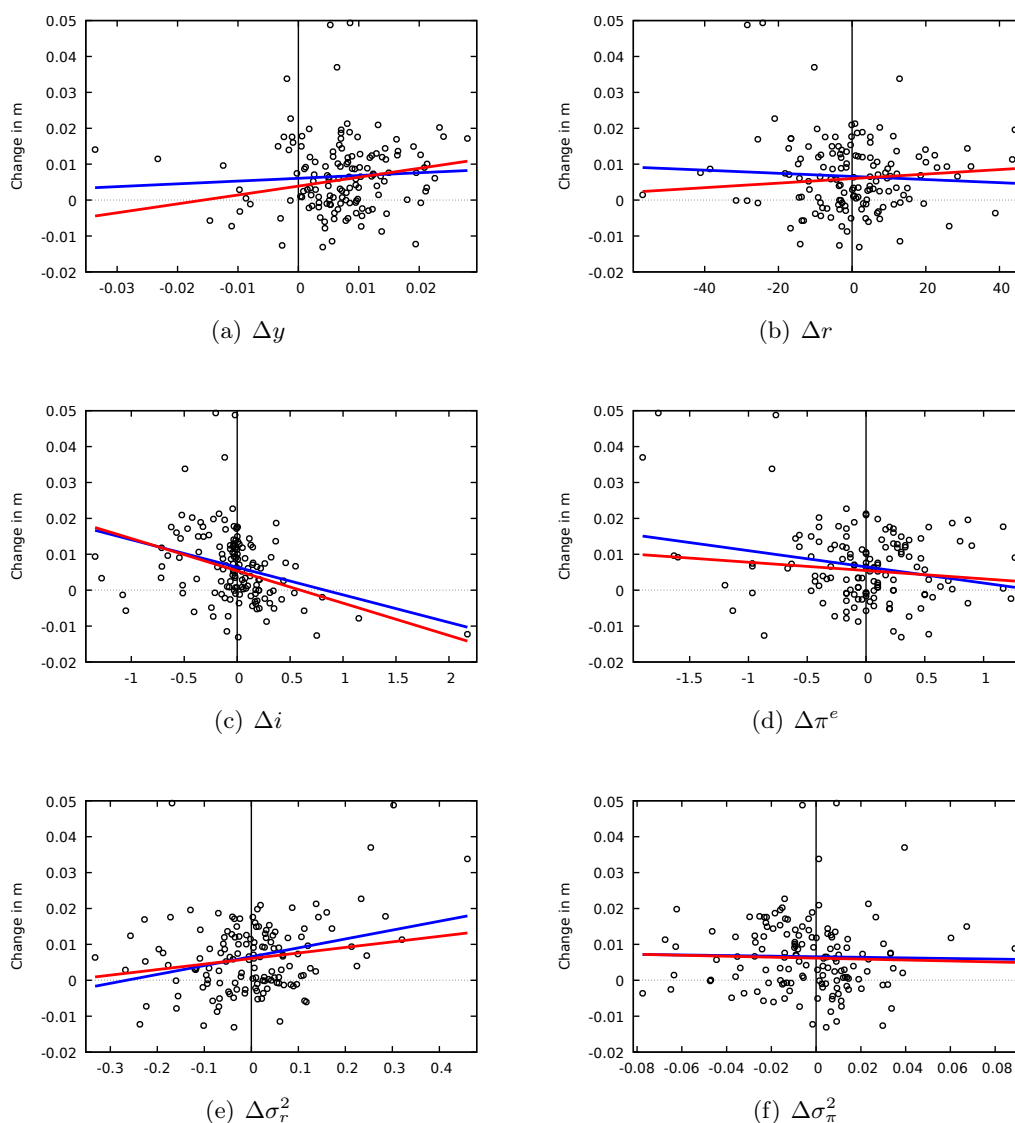 0.05
0.04
0.03
0.02
0.01
0
-0.01
-0.02
Change in m
-0.03 -0.02 -0.01 0 0.01 0.02
(a) Δy
0.05
0.04
0.03
0.02
0.01
0
-0.01
-0.02
Change in m
-40 -20 0 20 40
(b) Δr
0.05
0.04
0.03
0.02
0.01
0
-0.01
-0.02
Change in m
-1 -0.5 0 0.5 1 1.5 2
(c) Δi
0.05
0.04
0.03
0.02
0.01
0
-0.01
-0.02
Change in m
-1.5 -1 -0.5 0 0.5 1
(d) Δπ^e
0.05
0.04
0.03
0.02
0.01
0
-0.01
-0.02
Change in m
-0.3 -0.2 -0.1 0 0.1 0.2 0.3 0.4
(e) Δσ_r^2
0.05
0.04
0.03
0.02
0.01
0
-0.01
-0.02
Change in m
-0.08 -0.06 -0.04 -0.02 0 0.02 0.04 0.06 0.08
(f) Δσ_π^2